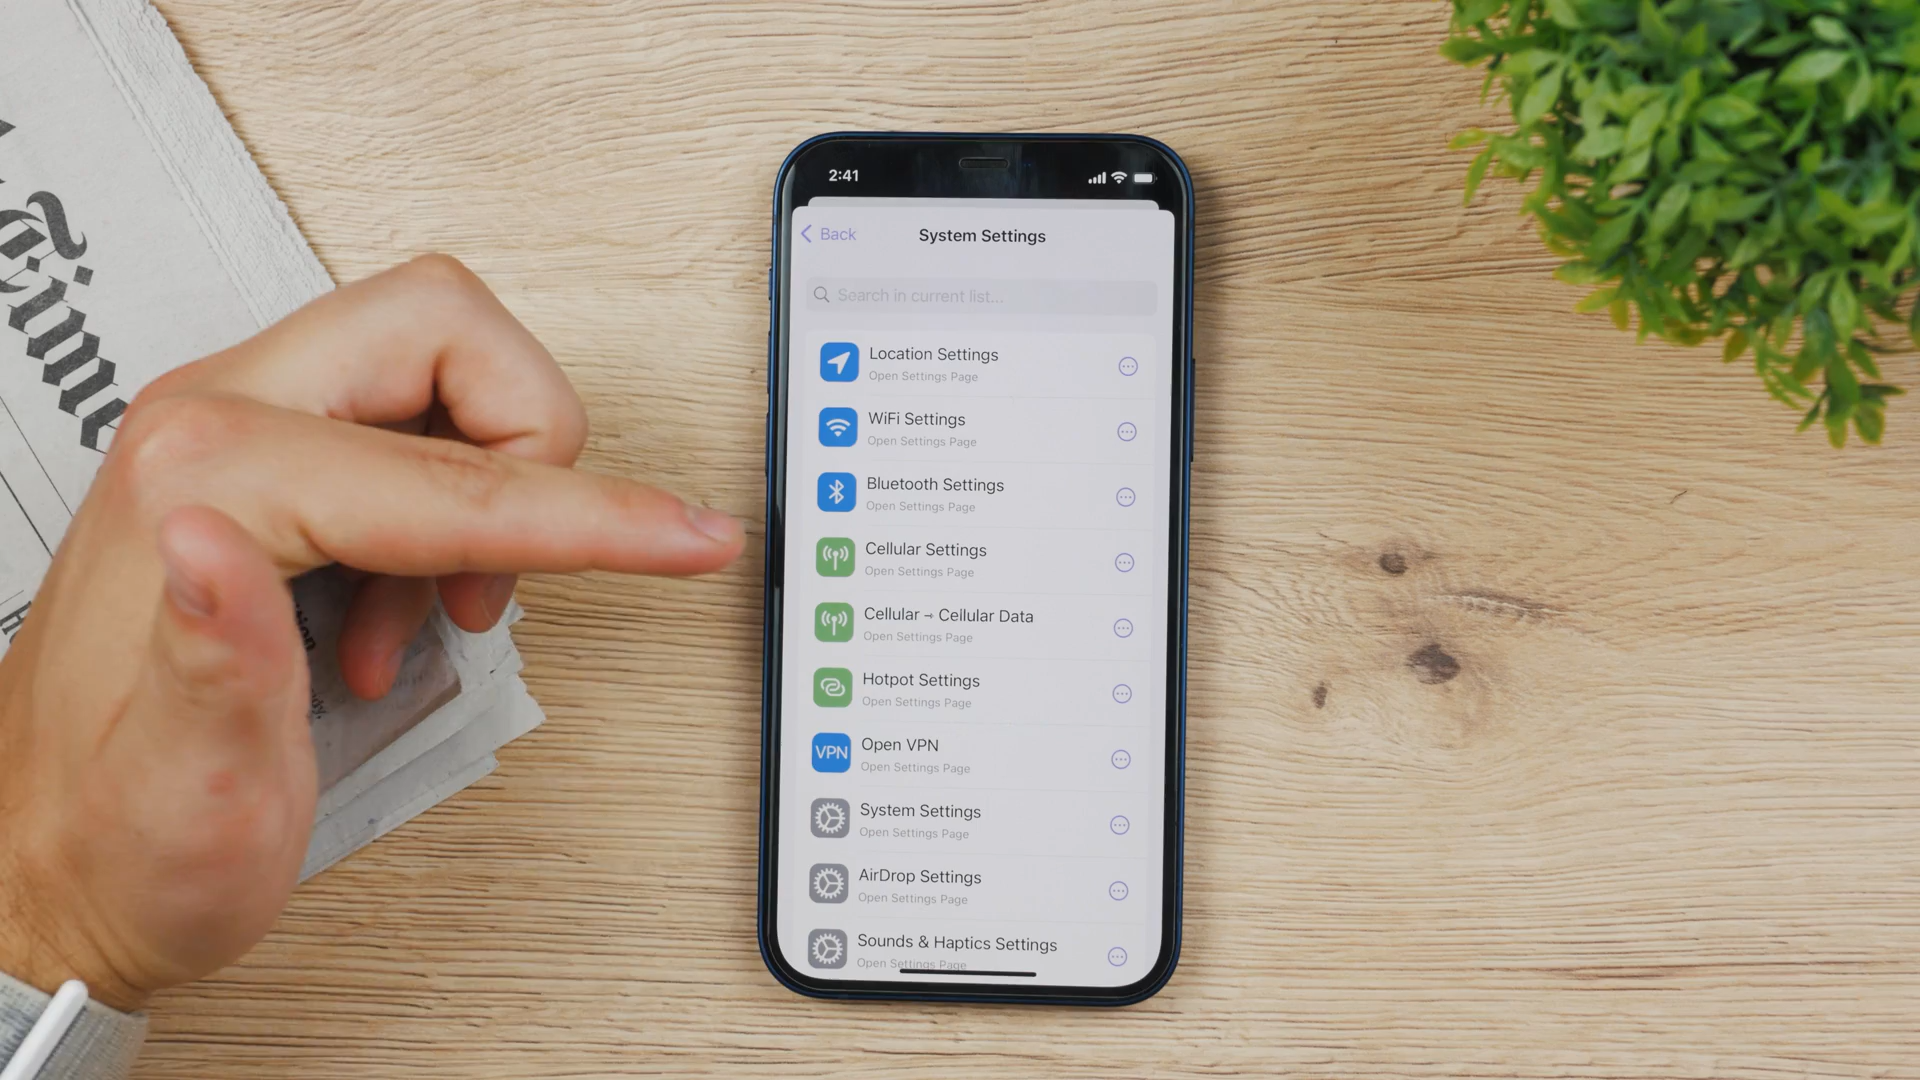 2:41
Back
System Settings
Search in current list...
Location Settings
Open Settings Page
WiFi Settings
Open Settings Page
Bluetooth Settings
Open Settings Page
Cellular Settings
Open Settings Page
Cellular → Cellular Data
Open Settings Page
Hotpot Settings
Open Settings Page
VPN
Open VPN
Open Settings Page
System Settings
Open Settings Page
AirDrop Settings
Open Settings Page
Sounds & Haptics Settings
Open Settings Page